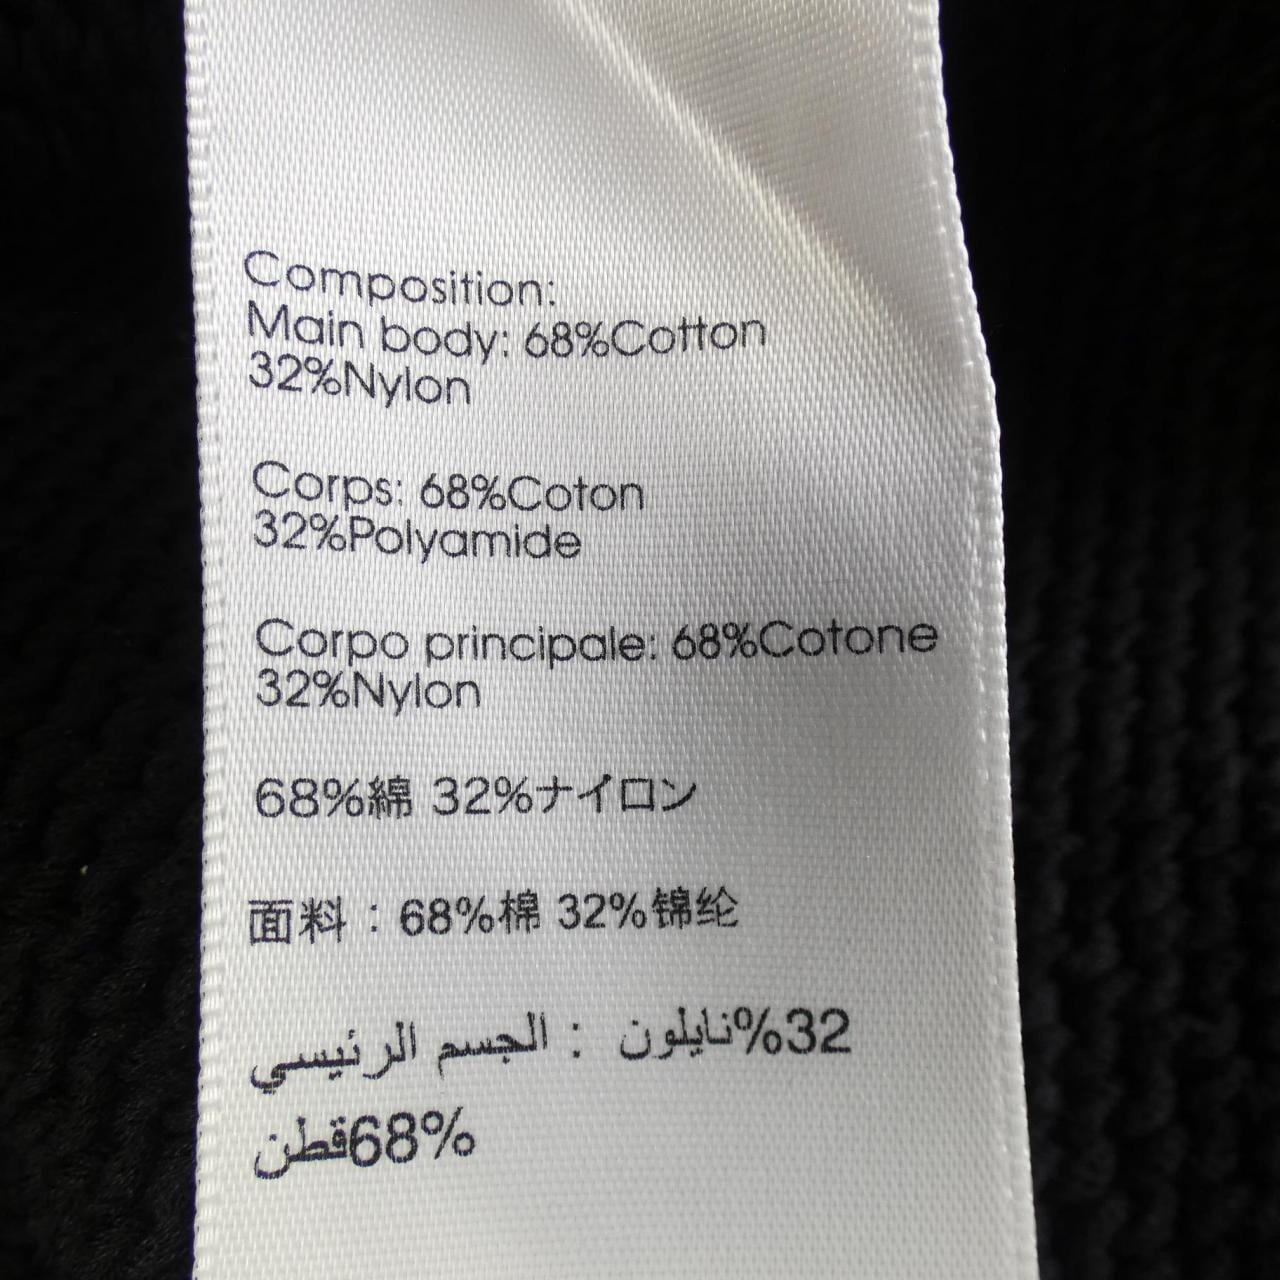 Composition:
Main body: 68%Cotton
32%Nylon
Corps: 68%Coton
32%Polyamide
Corpo principale: 68%Cotone
32%Nylon
68%綿 32%ナイロン
面料：68%棉 32%锦纶
32%نايلون : الجسم الرئيسي
68%قطن